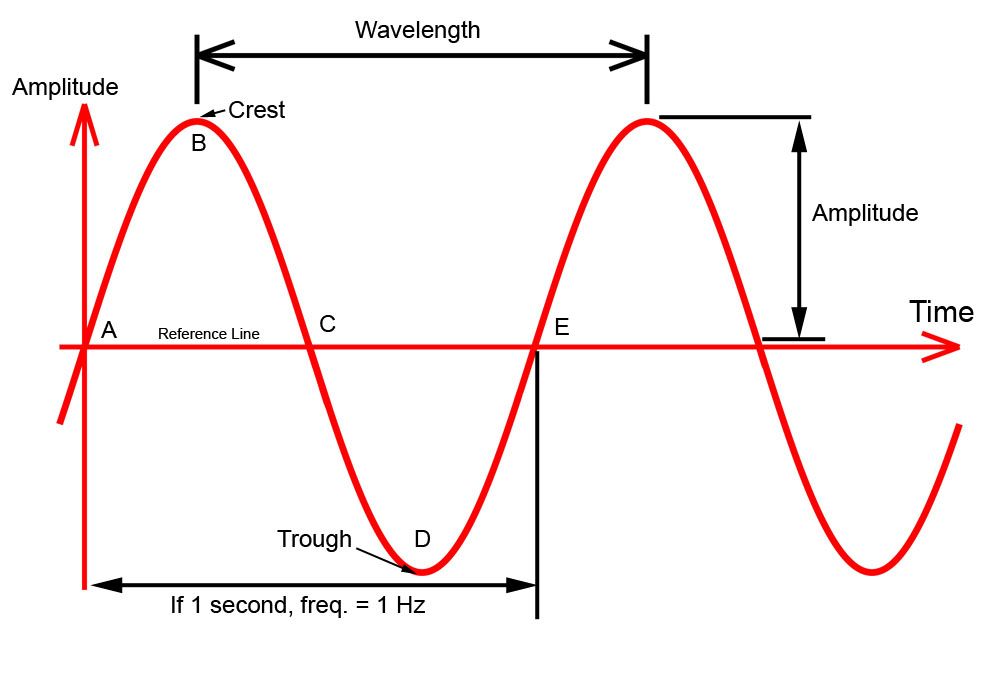 Wavelength
Amplitude
Crest
B
Amplitude
Time
A
Reference Line
C
E
Trough
D
If 1 second, freq. = 1 Hz